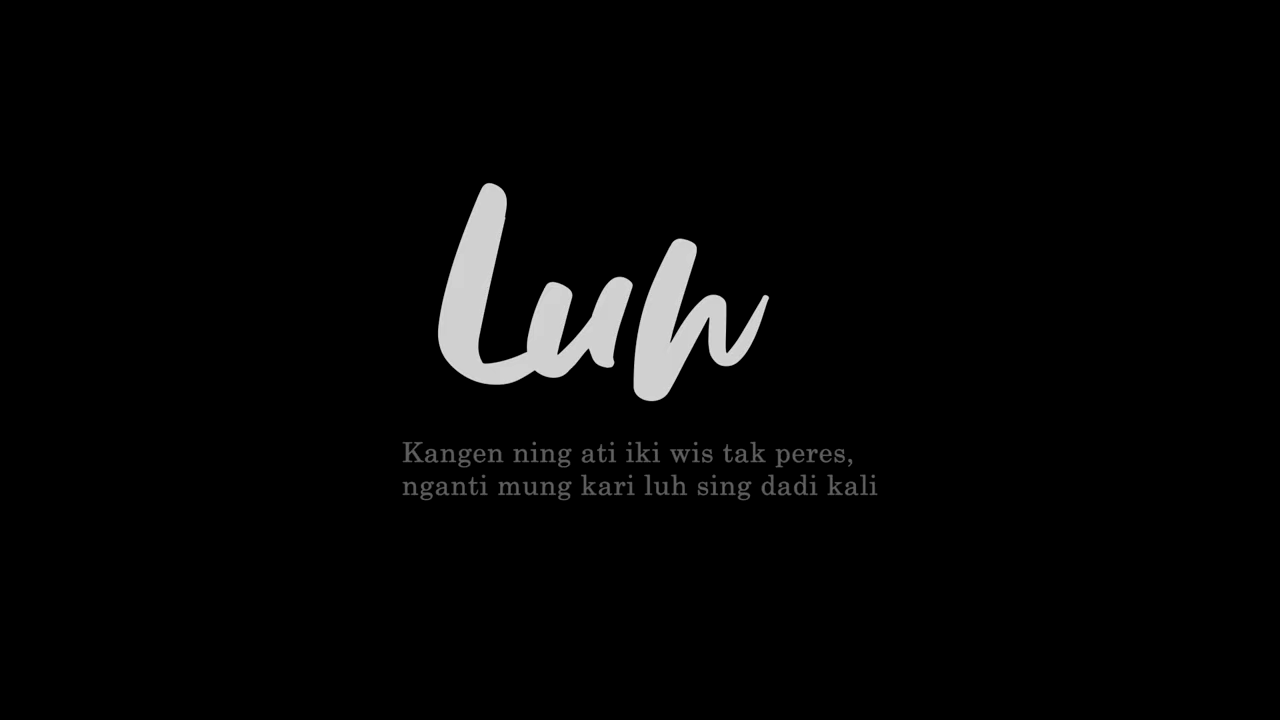 Luh
Kangen ning ati iki wis tak peres,
nganti mung kari luh sing dadi kali